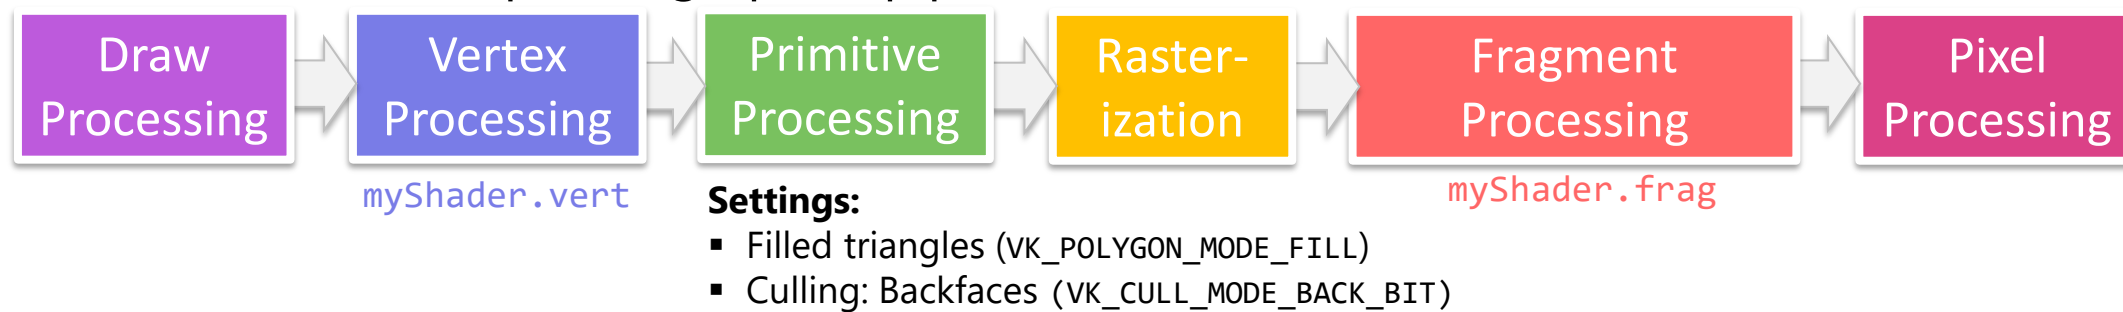 Draw
Processing
Vertex
Processing
Primitive
Processing
Raster-
ization
Fragment
Processing
Pixel
Processing
myShader.vert
myShader.frag
Settings:
▪ Filled triangles (VK_POLYGON_MODE_FILL)
▪ Culling: Backfaces (VK_CULL_MODE_BACK_BIT)